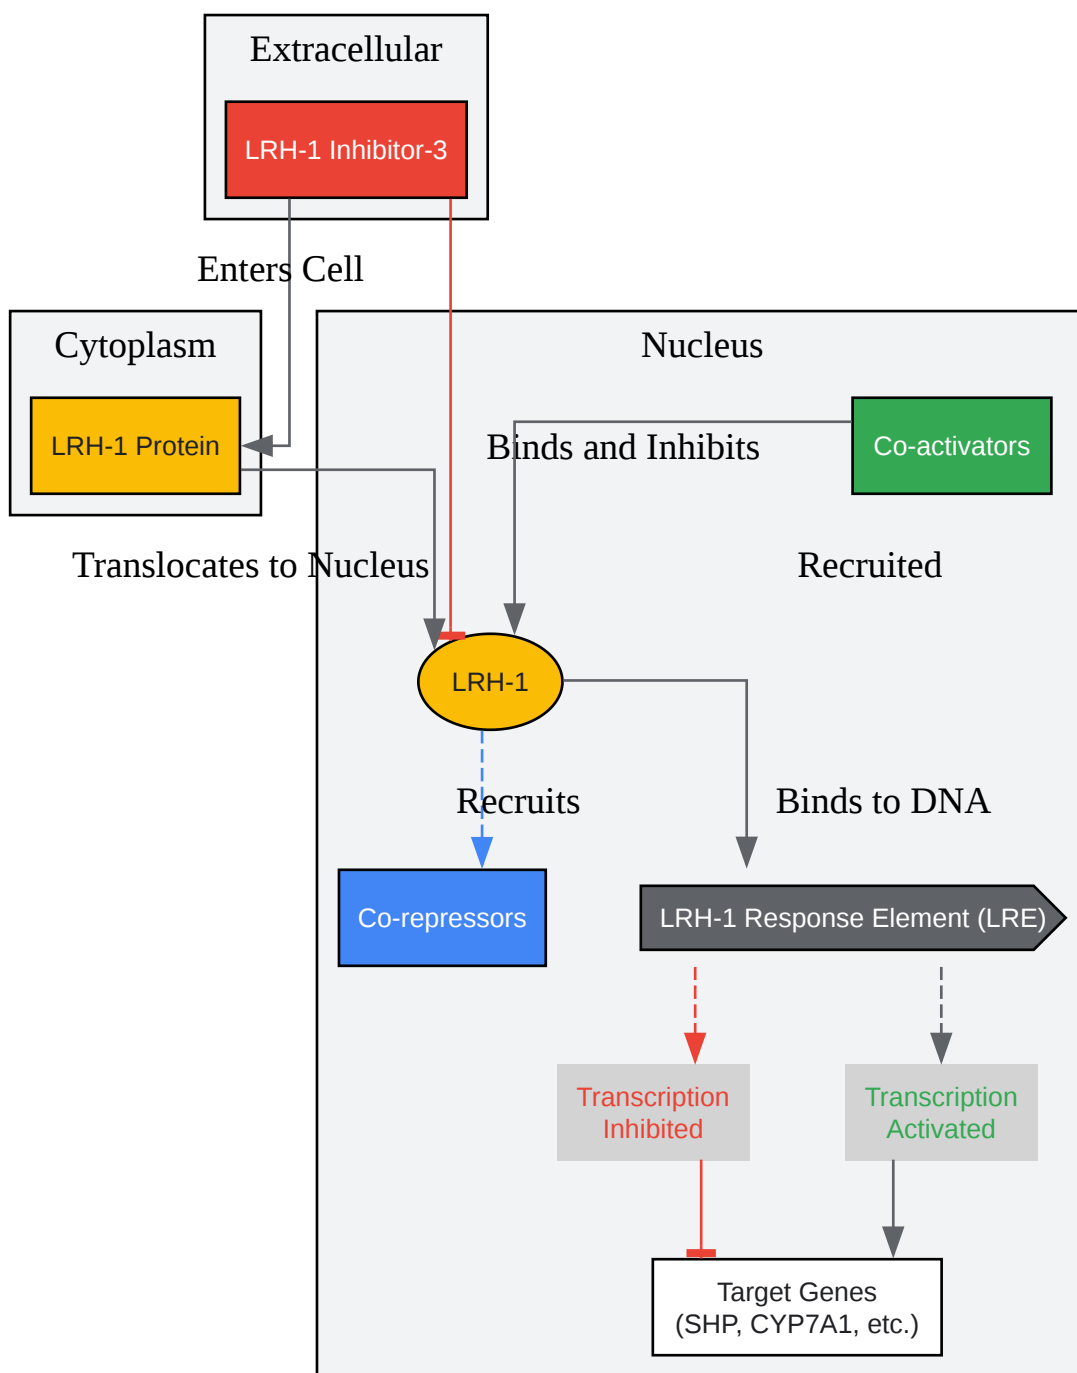 Extracellular
LRH-1 Inhibitor-3
Enters Cell
Cytoplasm
Nucleus
LRH-1 Protein
Binds and Inhibits
Co-activators
Translocates to Nucleus
Recruited
LRH-1
Recruits
Binds to DNA
Co-repressors
LRH-1 Response Element (LRE)
Transcription
Inhibited
Transcription
Activated
Target Genes
(SHP, CYP7A1, etc.)